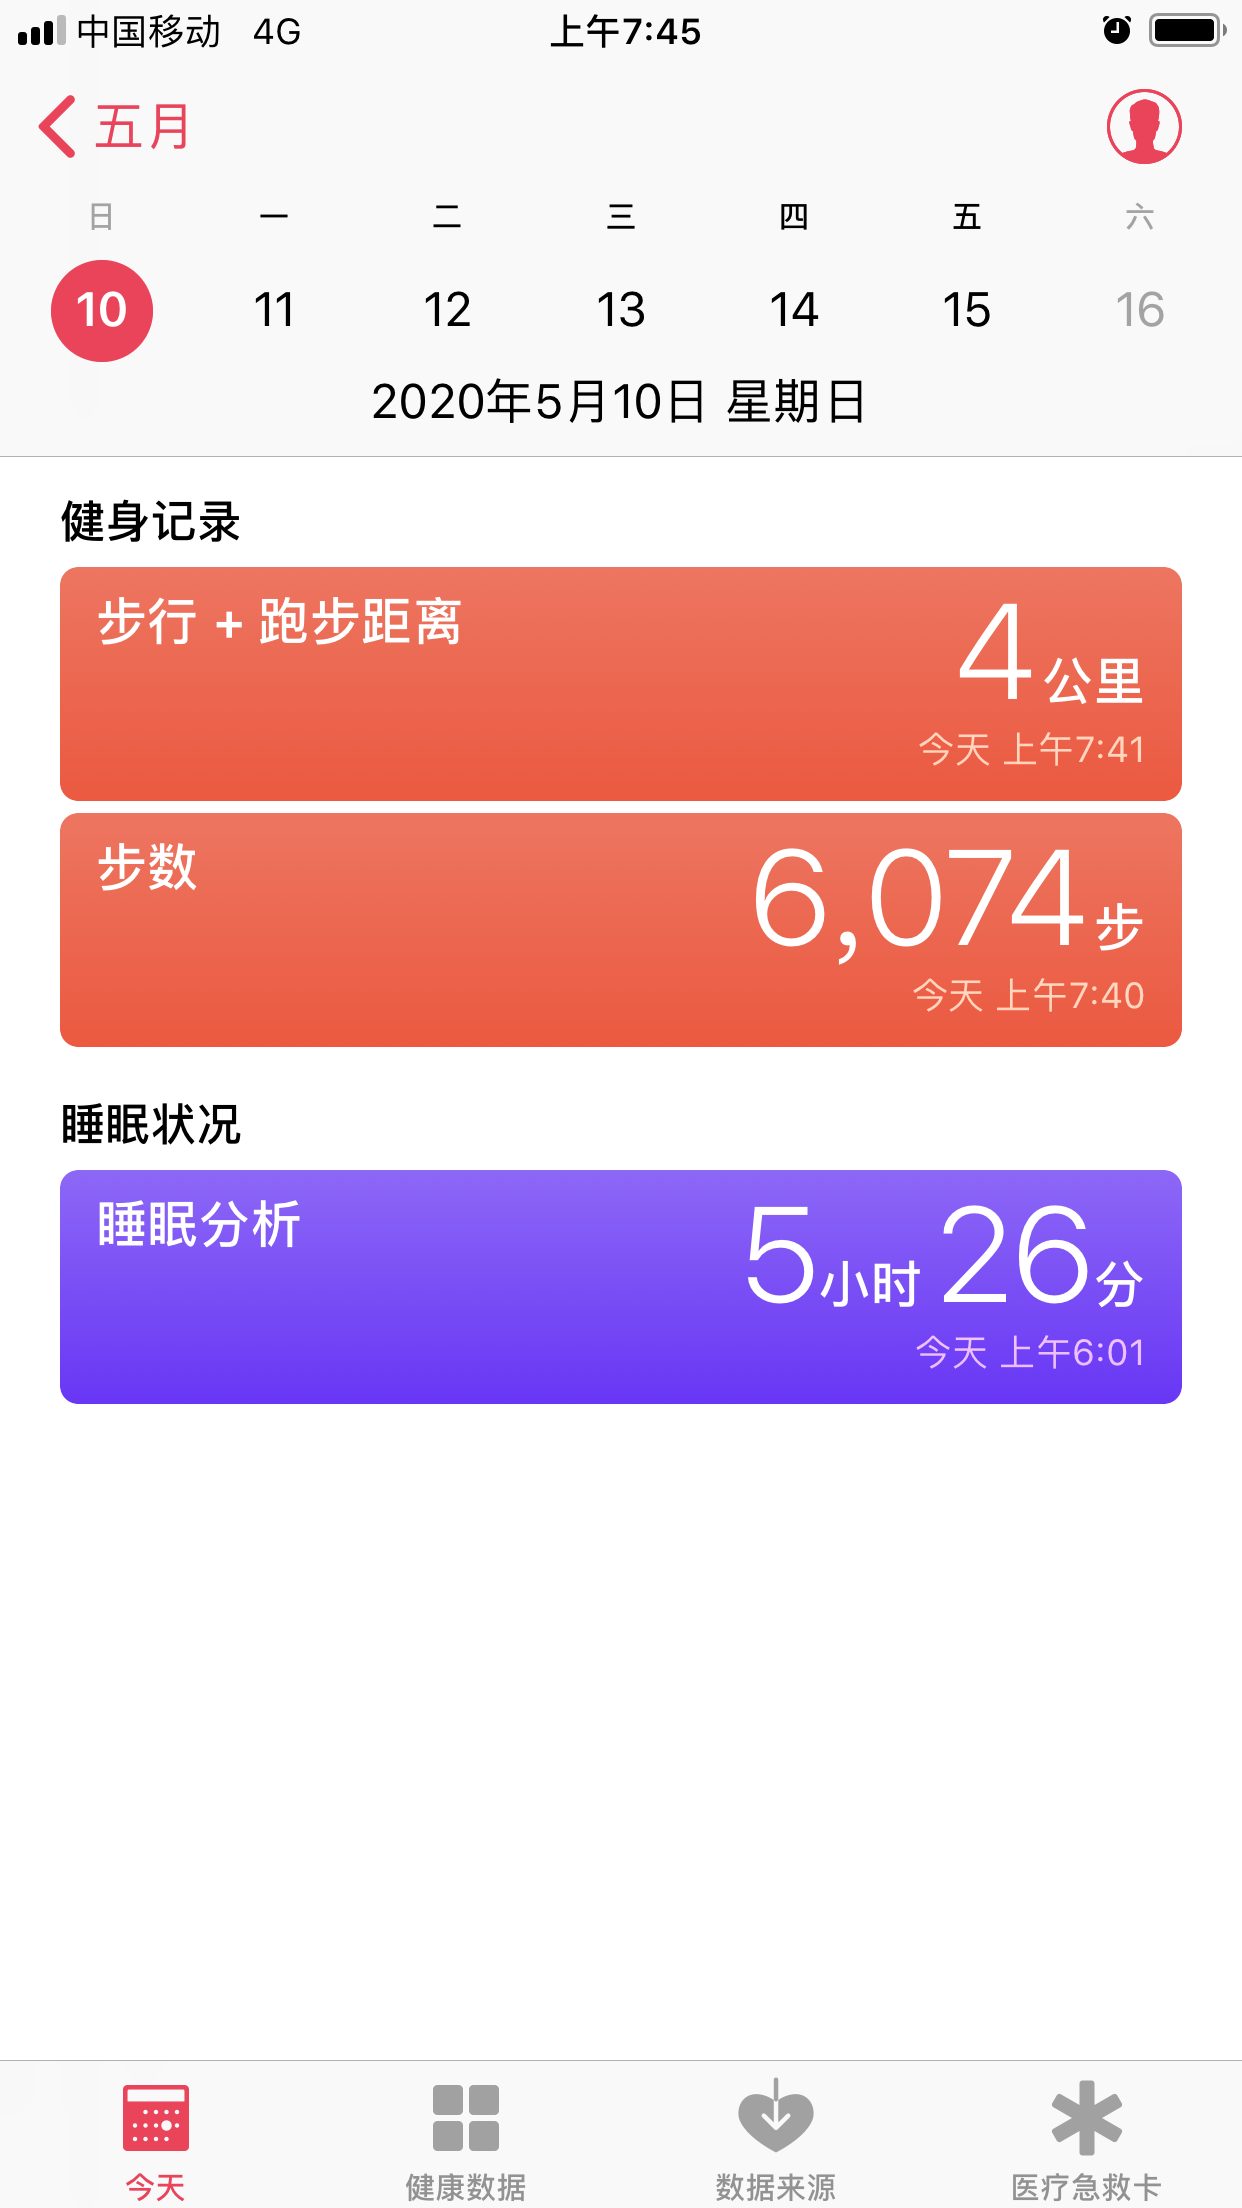 中国移动 4G 上午7:45
五月
日 一 二 三 四 五 六
10 11 12 13 14 15 16
2020年5月10日 星期日
健身记录
步行 + 跑步距离
4公里
今天 上午7:41
步数
6,074步
今天 上午7:40
睡眠状况
睡眠分析
5小时 26分
今天 上午6:01
今天 健康数据 数据来源 医疗急救卡